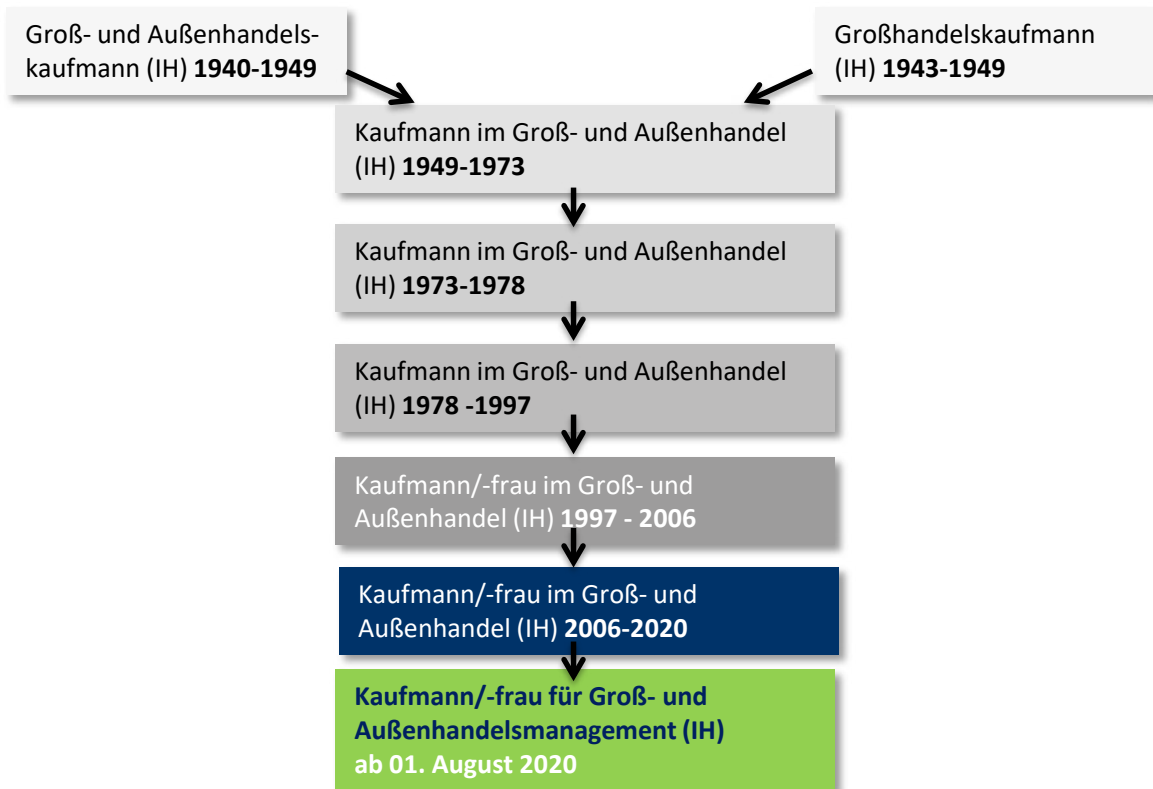 Groß- und Außenhandels-
kaufmann (IH) 1940-1949
Großhandelskaufmann
(IH) 1943-1949
Kaufmann im Groß- und Außenhandel
(IH) 1949-1973
Kaufmann im Groß- und Außenhandel
(IH) 1973-1978
Kaufmann im Groß- und Außenhandel
(IH) 1978 -1997
Kaufmann/-frau im Groß- und
Außenhandel (IH) 1997 - 2006
Kaufmann/-frau im Groß- und
Außenhandel (IH) 2006-2020
Kaufmann/-frau für Groß- und
Außenhandelsmanagement (IH)
ab 01. August 2020